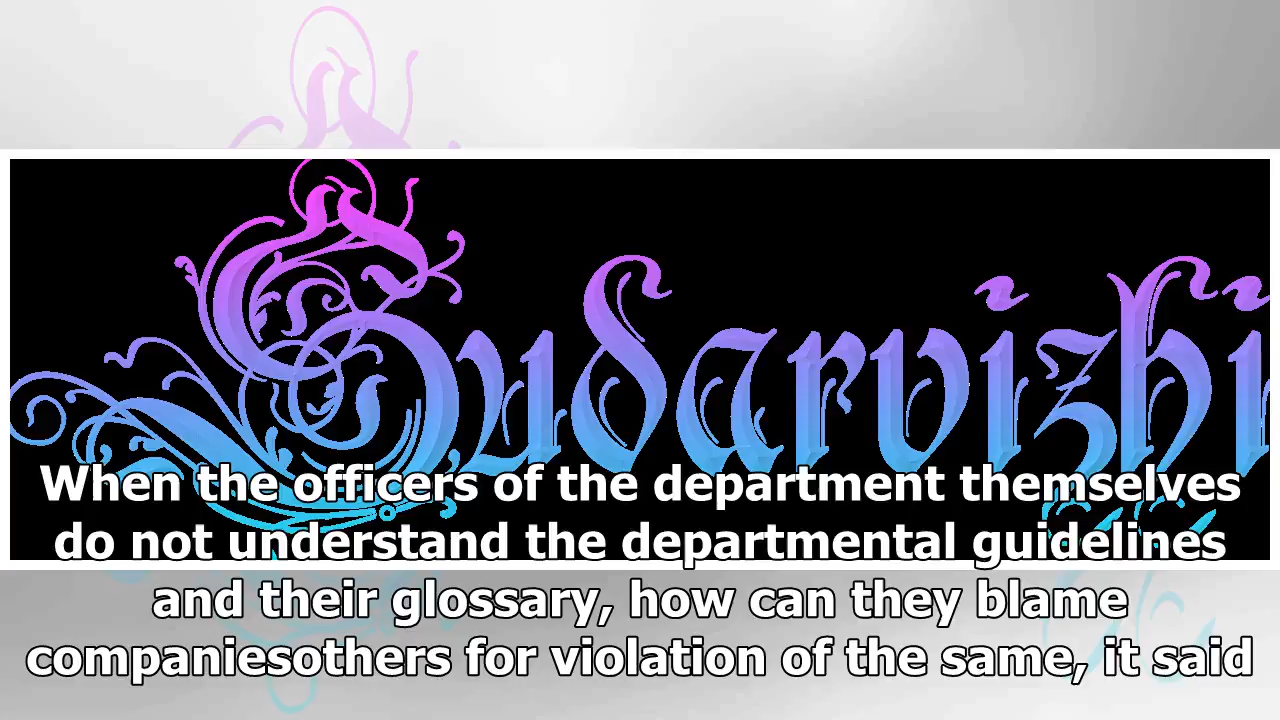 Sudarvizhi
When the officers of the department themselves
do not understand the departmental guidelines
and their glossary, how can they blame
companiesothers for violation of the same, it said